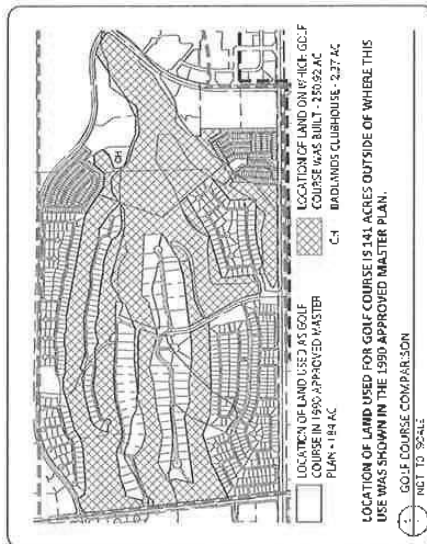 CH
LOCATION OF LAND USED AS GOLF
COURSE IN 1990 APPROVED MASTER
PLAN - 184 AC
LOCATION OF LAND ON WHICH GOLF
COURSE WAS BUILT - 250.92 AC
CH BADLANDS CLUBHOUSE - 2.37 AC
LOCATION OF LAND USED FOR GOLF COURSE IS 141 ACRES OUTSIDE OF WHERE THIS
USE WAS SHOWN IN THE 1990 APPROVED MASTER PLAN.
GOLF COURSE COMPARISON
NOT TO SCALE